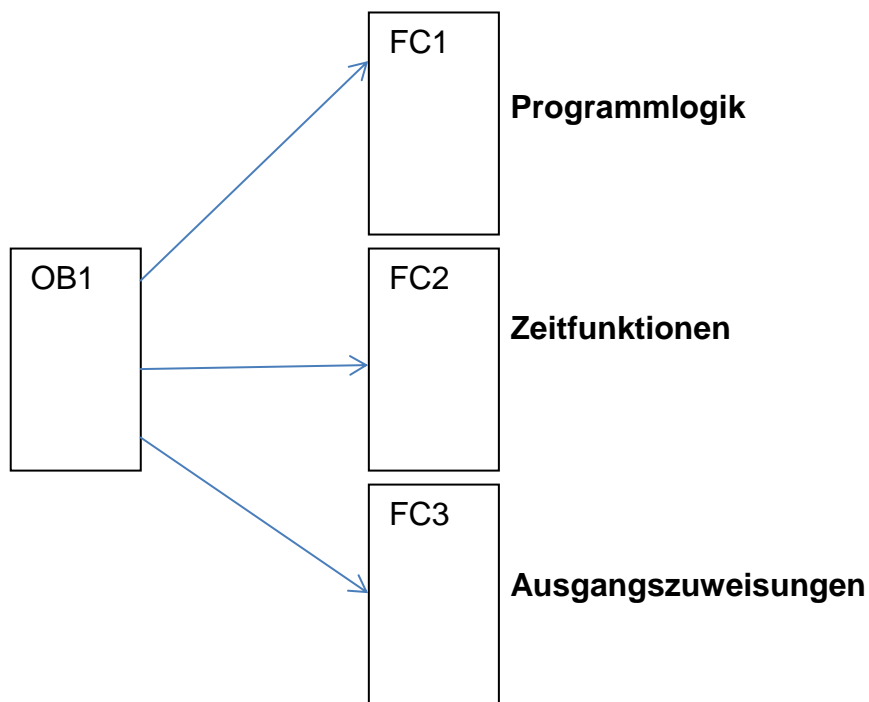 FC1
Programmlogik
OB1
FC2
Zeitfunktionen
FC3
Ausgangszuweisungen